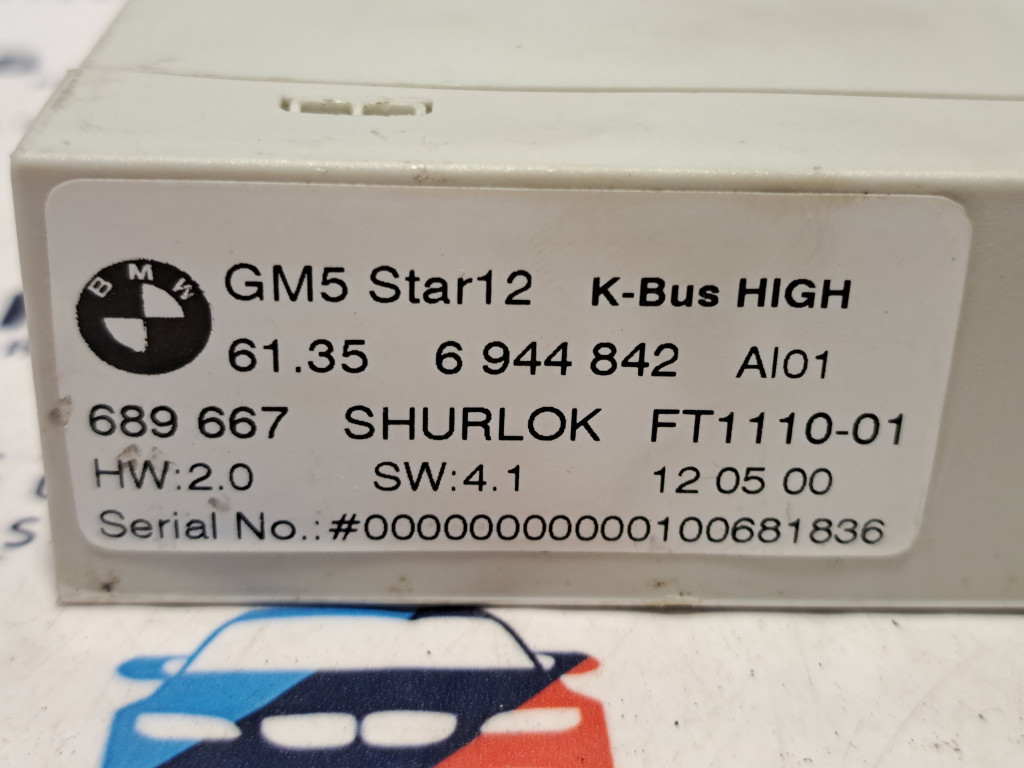 BMW
GM5 Star12 K-Bus HIGH
61.35 6 944 842 AI01
689 667 SHURLOK FT1110-01
HW:2.0 SW:4.1 12 05 00
Serial No.:#000000000000100681836